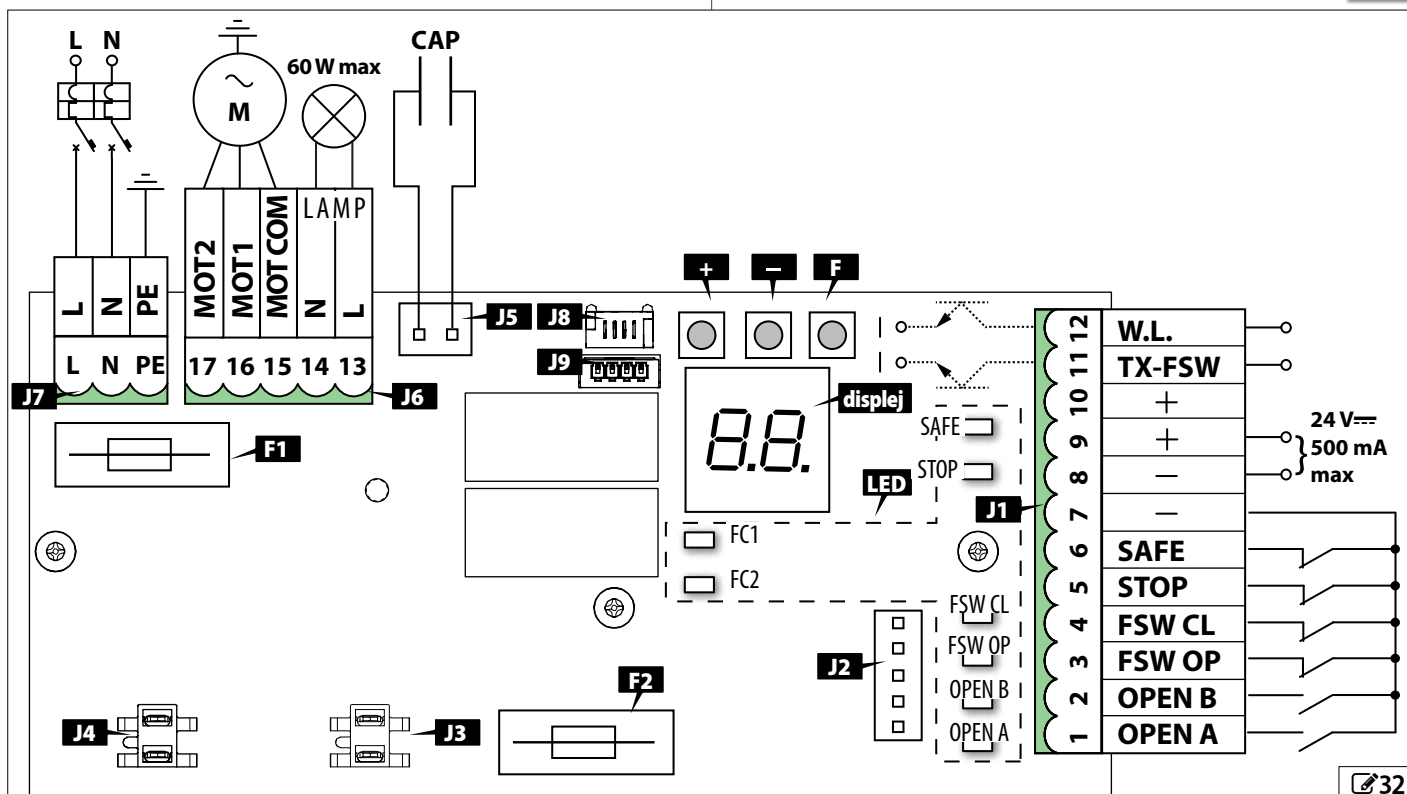 L N
CAP
60 W max
M
LAMP
MOT2
MOT1
MOT COM
N
L
L
N
PE
L N PE
17 16 15 14 13
J7
J6
J5
J8
J9
+
−
F
displej
8.8.
F1
SAFE
STOP
LED
FC1
FC2
FSW CL
FSW OP
OPEN B
OPEN A
J1
J2
F2
J4
J3
12 W.L.
11 TX-FSW
10 +
9 +
8 −
7 −
6 SAFE
5 STOP
4 FSW CL
3 FSW OP
2 OPEN B
1 OPEN A
24 V
500 mA
max
32